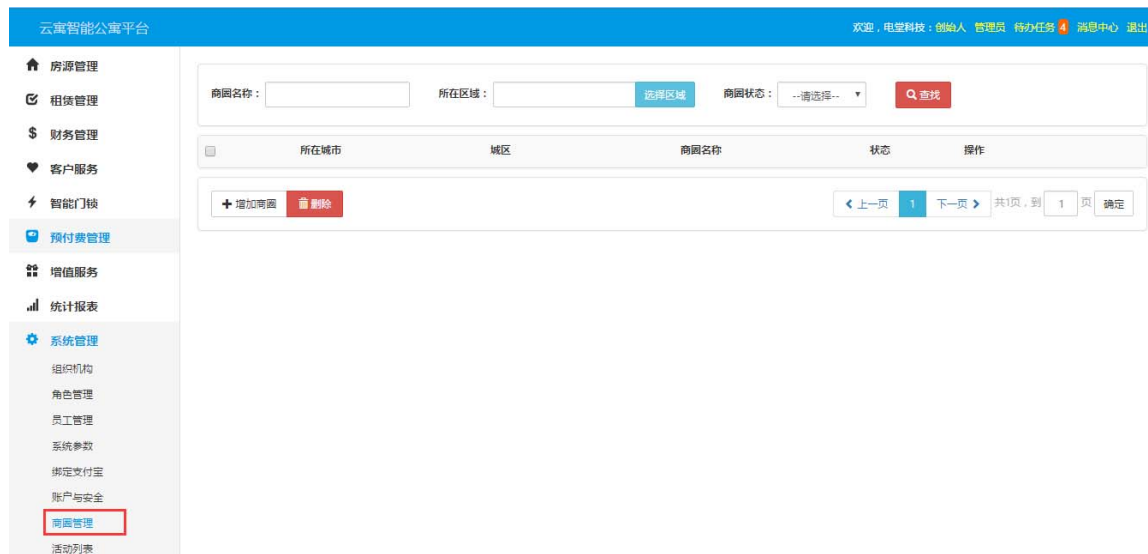 云寓智能公寓平台
欢迎，电堂科技：创始人 管理员 待办任务 4 消息中心 退出
房源管理
租赁管理
财务管理
客户服务
智能门锁
预付费管理
增值服务
统计报表
系统管理
组织机构
角色管理
员工管理
系统参数
绑定支付宝
账户与安全
商圈管理
活动列表
商圈名称： 所在区域： 选择区域 商圈状态： --请选择-- 查找
所在城市 城区 商圈名称 状态 操作
增加商圈 删除 上一页 1 下一页 共1页，到 1 页 确定